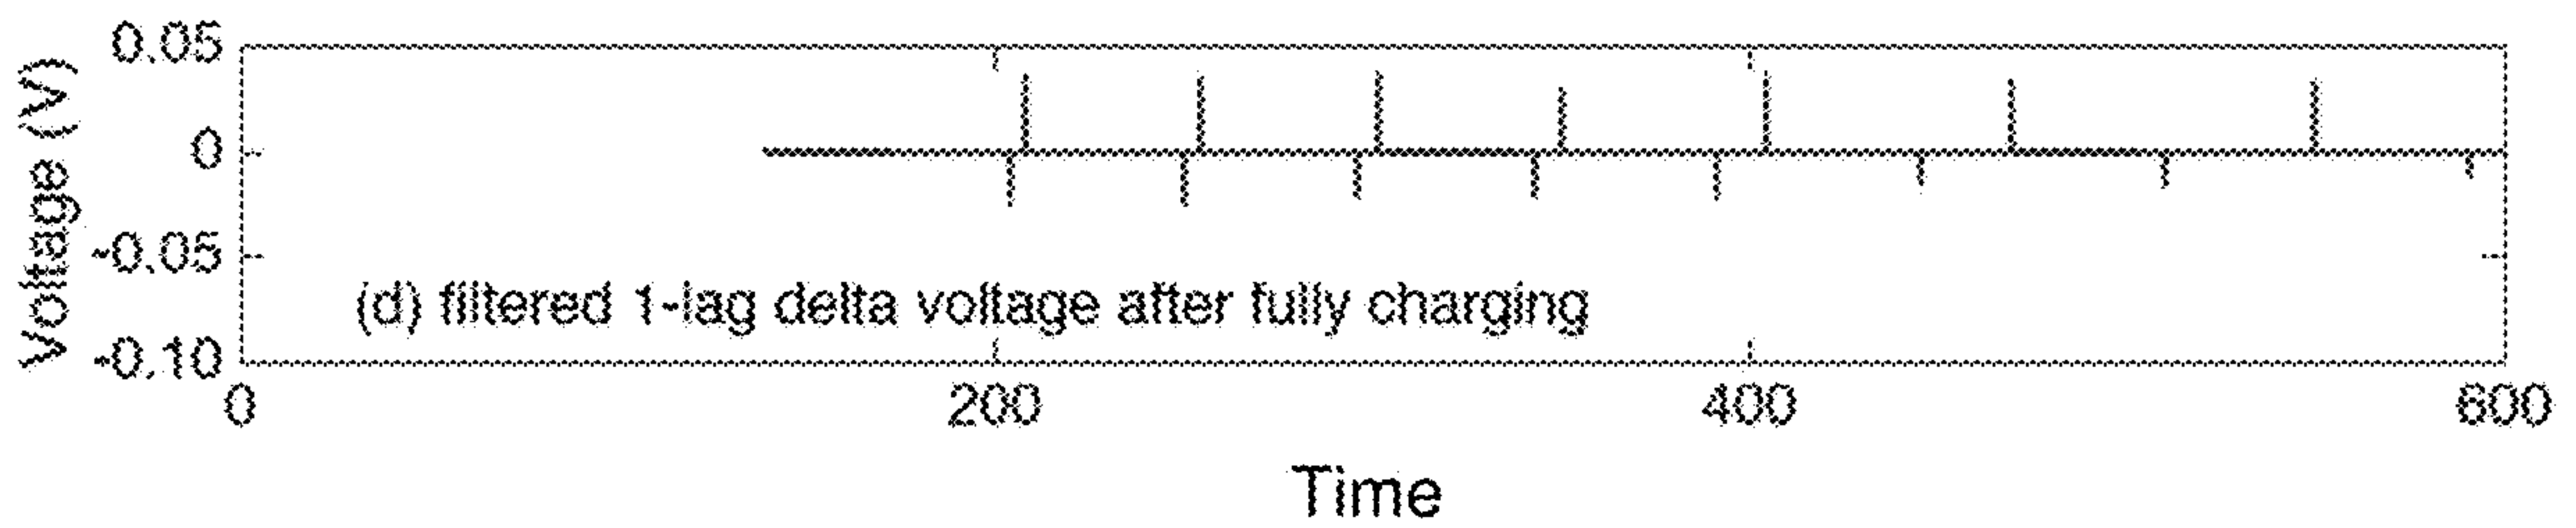 0.05
0
-0.05
-0.10
Voltage (V)
(d) filtered 1-lag delta voltage after fully charging
0 200 400 600
Time